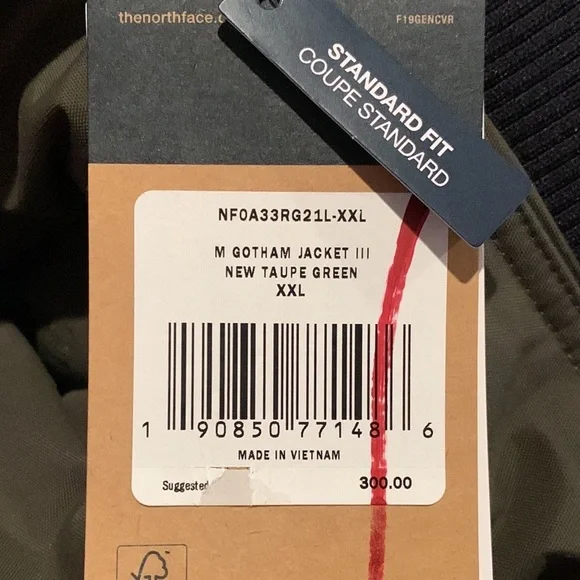 thenorthface.
F19GENCVR
STANDARD FIT
COUPE STANDARD
NF0A33RG21L-XXL
M GOTHAM JACKET III
NEW TAUPE GREEN
XXL
1 90850 77148 6
MADE IN VIETNAM
Suggested 300.00